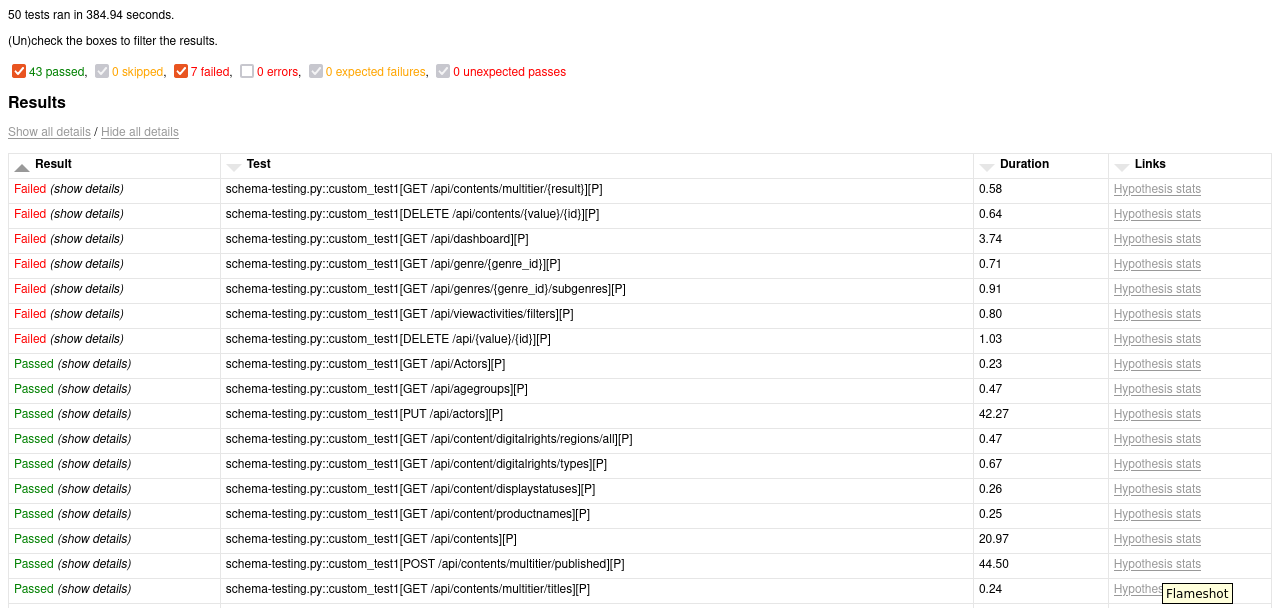 50 tests ran in 384.94 seconds.
(Un)check the boxes to filter the results.
43 passed, 0 skipped, 7 failed, 0 errors, 0 expected failures, 0 unexpected passes
Results
Show all details / Hide all details
Result Test Duration Links
Failed (show details) schema-testing.py::custom_test1[GET /api/contents/multitier/{result}][P] 0.58 Hypothesis stats
Failed (show details) schema-testing.py::custom_test1[DELETE /api/contents/{value}/{id}][P] 0.64 Hypothesis stats
Failed (show details) schema-testing.py::custom_test1[GET /api/dashboard][P] 3.74 Hypothesis stats
Failed (show details) schema-testing.py::custom_test1[GET /api/genre/{genre_id}][P] 0.71 Hypothesis stats
Failed (show details) schema-testing.py::custom_test1[GET /api/genres/{genre_id}/subgenres][P] 0.91 Hypothesis stats
Failed (show details) schema-testing.py::custom_test1[GET /api/viewactivities/filters][P] 0.80 Hypothesis stats
Failed (show details) schema-testing.py::custom_test1[DELETE /api/{value}/{id}][P] 1.03 Hypothesis stats
Passed (show details) schema-testing.py::custom_test1[GET /api/Actors][P] 0.23 Hypothesis stats
Passed (show details) schema-testing.py::custom_test1[GET /api/agegroups][P] 0.47 Hypothesis stats
Passed (show details) schema-testing.py::custom_test1[PUT /api/actors][P] 42.27 Hypothesis stats
Passed (show details) schema-testing.py::custom_test1[GET /api/content/digitalrights/regions/all][P] 0.47 Hypothesis stats
Passed (show details) schema-testing.py::custom_test1[GET /api/content/digitalrights/types][P] 0.67 Hypothesis stats
Passed (show details) schema-testing.py::custom_test1[GET /api/content/displaystatuses][P] 0.26 Hypothesis stats
Passed (show details) schema-testing.py::custom_test1[GET /api/content/productnames][P] 0.25 Hypothesis stats
Passed (show details) schema-testing.py::custom_test1[GET /api/contents][P] 20.97 Hypothesis stats
Passed (show details) schema-testing.py::custom_test1[POST /api/contents/multitier/published][P] 44.50 Hypothesis stats
Passed (show details) schema-testing.py::custom_test1[GET /api/contents/multitier/titles][P] 0.24 Hypothes
Flameshot